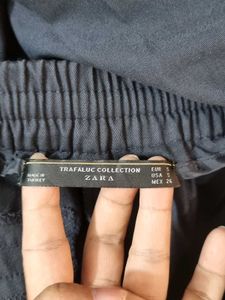 TRAFALUC COLLECTION
ZARA
MADE IN
TURKEY
EUR S
USA S
MEX 26